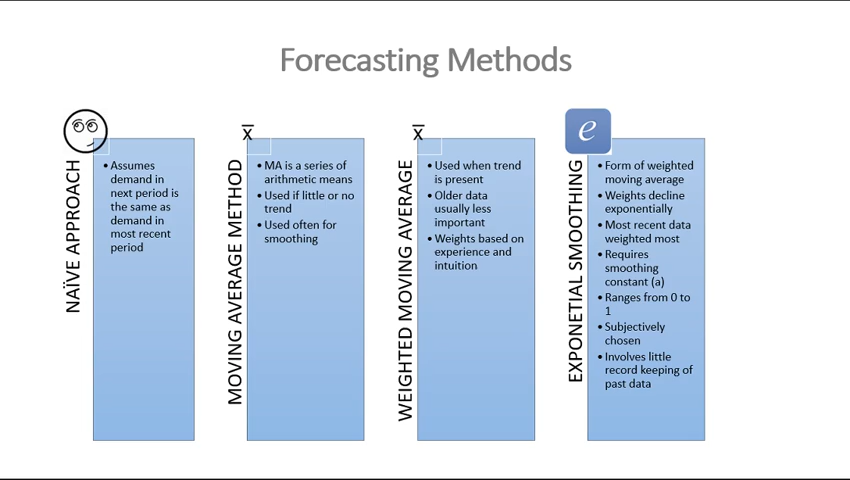 Forecasting Methods
NAÏVE APPROACH
• Assumes
demand in
next period is
the same as
demand in
most recent
period
x̅
MOVING AVERAGE METHOD
• MA is a series of
arithmetic means
• Used if little or no
trend
• Used often for
smoothing
x̅
WEIGHTED MOVING AVERAGE
• Used when trend
is present
• Older data
usually less
important
• Weights based on
experience and
intuition
e
EXPONETIAL SMOOTHING
• Form of weighted
moving average
• Weights decline
exponentially
• Most recent data
weighted most
• Requires
smoothing
constant (a)
• Ranges from 0 to
1
• Subjectively
chosen
• Involves little
record keeping of
past data